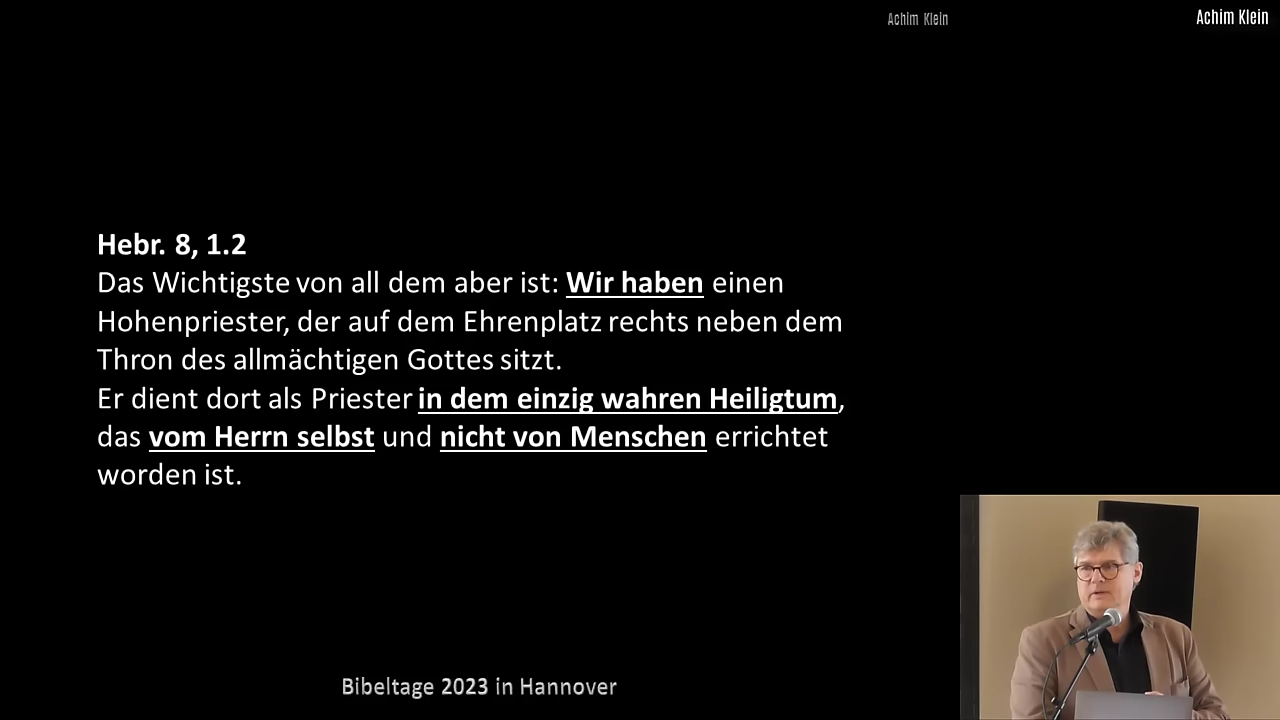 Achim Klein
Achim Klein
Hebr. 8, 1.2
Das Wichtigste von all dem aber ist: Wir haben einen
Hohenpriester, der auf dem Ehrenplatz rechts neben dem
Thron des allmächtigen Gottes sitzt.
Er dient dort als Priester in dem einzig wahren Heiligtum,
das vom Herrn selbst und nicht von Menschen errichtet
worden ist.
Bibeltage 2023 in Hannover